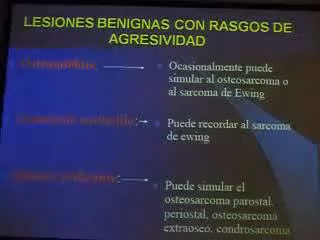 LESIONES BENIGNAS CON RASGOS DE
AGRESIVIDAD
Osteomielitis:
Ocasionalmente puede
simular al osteosarcoma o
al sarcoma de Ewing
Puede recordar al sarcoma
de ewing
Puede simular el
osteosarcoma parostal.
periostal, osteosarcoma
extraoseo. condrosarcoma